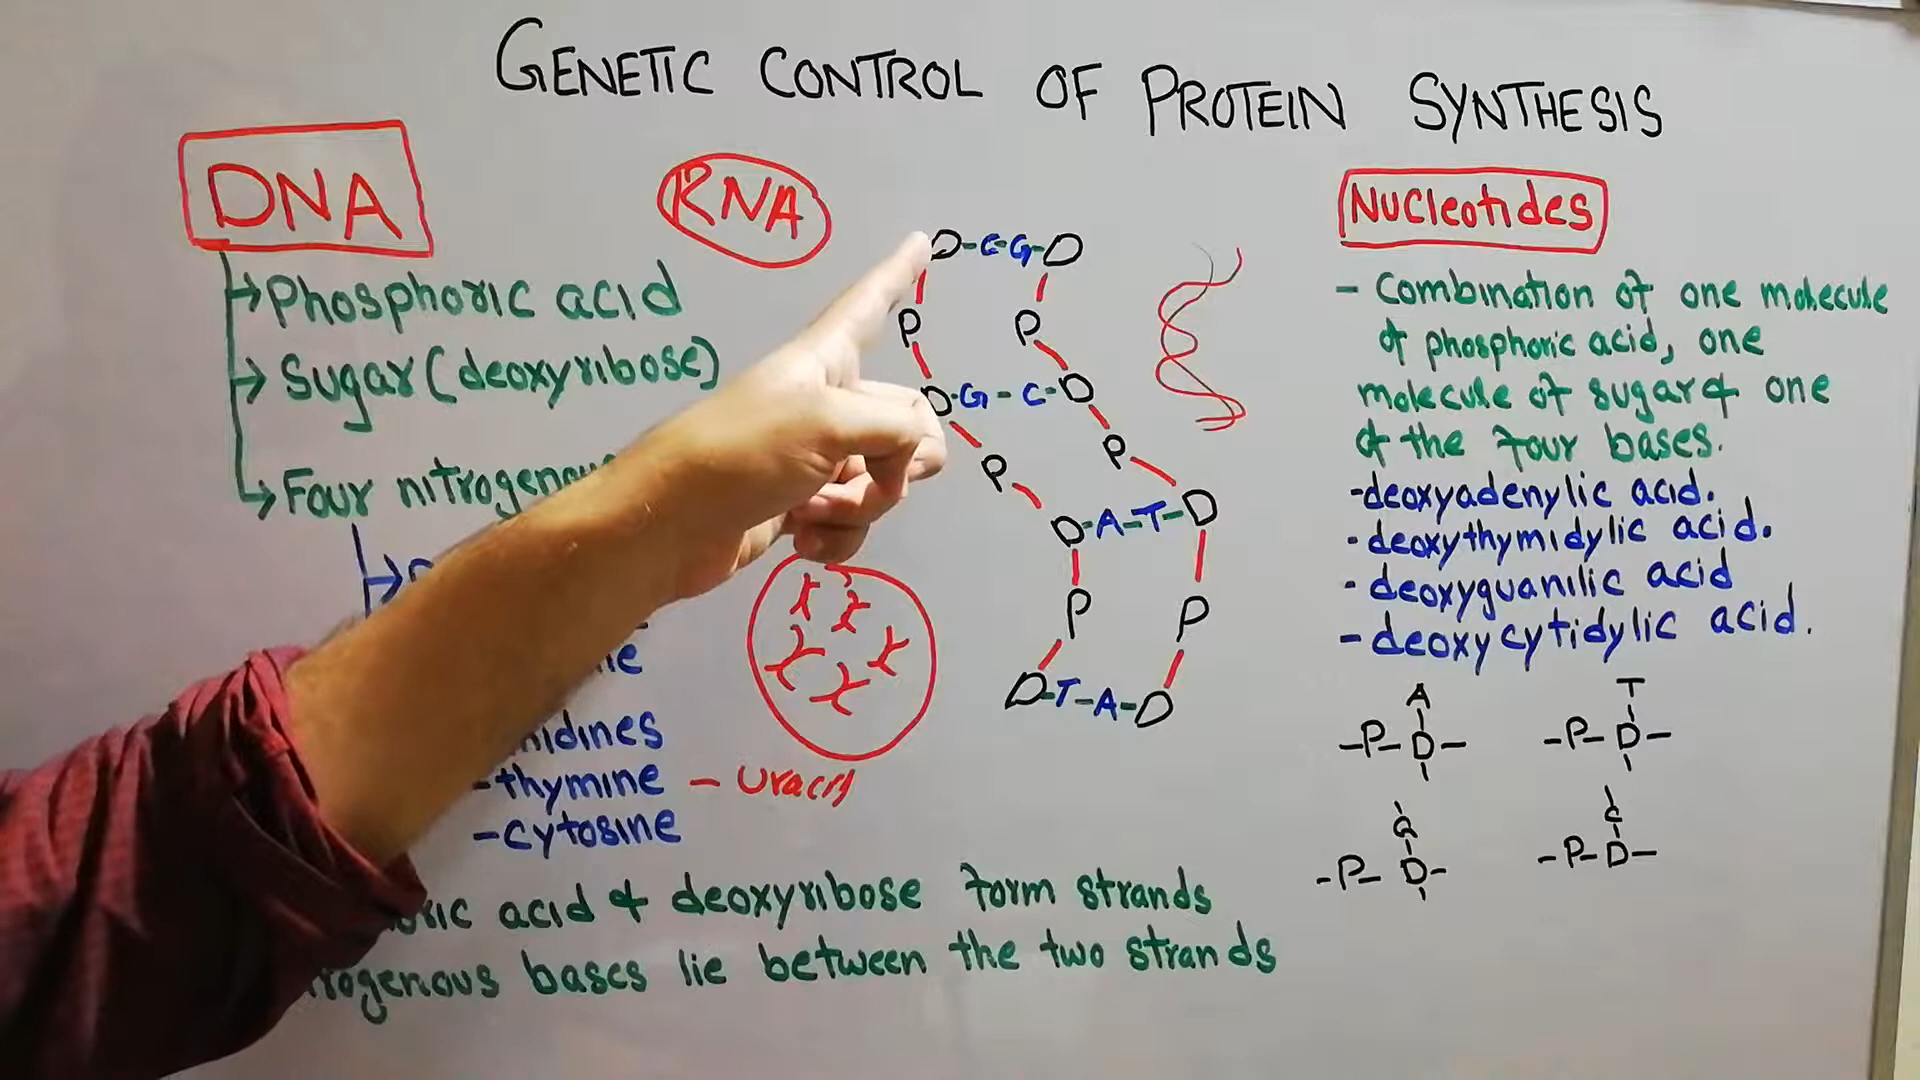 GENETIC CONTROL OF PROTEIN SYNTHESIS
DNA
Phosphoric acid
Sugar (deoxyribose)
Four
thymine - Uracil
- cytosine
acid & deoxyribose form strands
bases lie between the two strands
RNA
D-C-G-D
P P
D-G-C-D
P P
D-A-T-D
P P
D-T-A-D
Nucleotides
- Combination of one molecule
of phosphoric acid, one
molecule of sugar & one
of the four bases.
-deoxyadenylic acid.
-deoxythymidylic acid.
-deoxyguanilic acid
-deoxycytidylic acid.
A T
-P-D- -P-D-
G C
-P-D- -P-D-